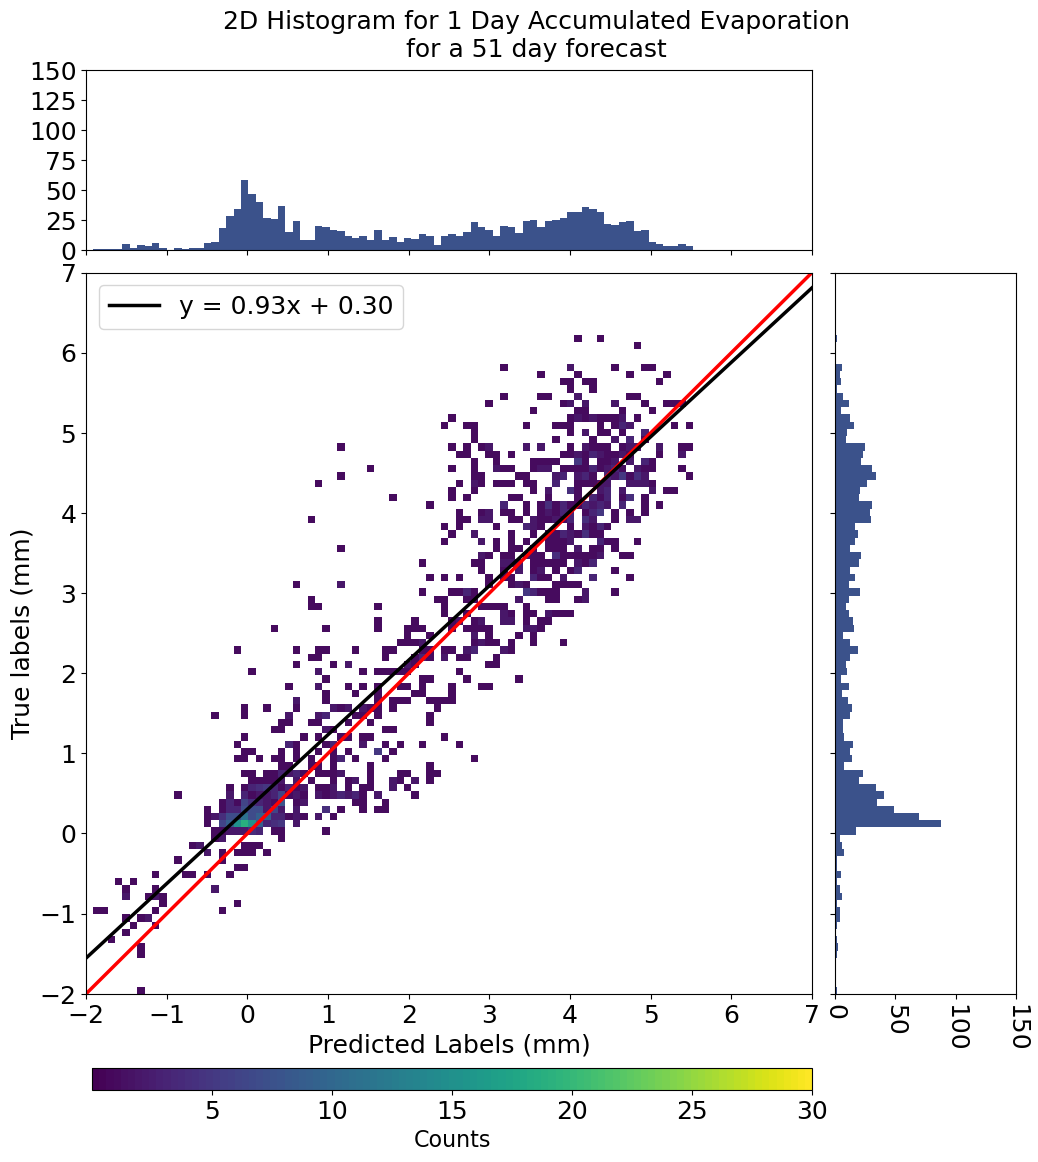 2D Histogram for 1 Day Accumulated Evaporation
for a 51 day forecast
150
125
100
75
50
25
0
7
6
5
4
3
2
1
0
−1
−2
True labels (mm)
y = 0.93x + 0.30
−2 −1 0 1 2 3 4 5 6 7
Predicted Labels (mm)
0 50 100 150
5 10 15 20 25 30
Counts